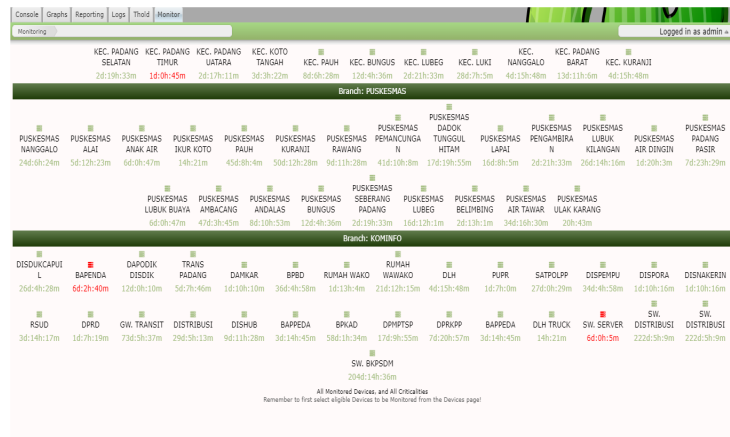 Console Graphs Reporting Logs Thold Monitor
Monitoring Logged in as admin
KEC. PADANG SELATAN KEC. PADANG TIMUR KEC. PADANG UATARA KEC. KOTO TANGAH KEC. PAUH KEC. BUNGUS KEC. LUBEG KEC. LUKI KEC. NANGGALO KEC. PADANG BARAT KEC. KURANJI
2d:19h:33m 1d:0h:45m 2d:17h:11m 3d:3h:22m 8d:6h:28m 12d:4h:36m 2d:21h:33m 28d:7h:5m 4d:15h:48m 13d:11h:6m 4d:15h:48m
Branch: PUSKESMAS
PUSKESMAS NANGGALO PUSKESMAS ALAI PUSKESMAS ANAK AIR PUSKESMAS IKUR KOTO PUSKESMAS PAUH PUSKESMAS KURANJI PUSKESMAS RAWANG PUSKESMAS PEMANCUNGAN PUSKESMAS DADOK TUNGGUL HITAM PUSKESMAS LAPAI PUSKESMAS PENGAMBIRAN PUSKESMAS LUBUK KILANGAN PUSKESMAS AIR DINGIN PUSKESMAS PADANG PASIR
24d:6h:24m 5d:12h:23m 6d:0h:47m 14h:21m 45d:8h:4m 50d:12h:28m 9d:11h:28m 41d:10h:8m 17d:19h:55m 16d:8h:5m 2d:21h:33m 26d:14h:16m 1d:20h:3m 7d:23h:29m
PUSKESMAS LUBUK BUAYA PUSKESMAS AMBACANG PUSKESMAS ANDALAS PUSKESMAS BUNGUS PUSKESMAS SEBERANG PADANG PUSKESMAS LUBEG PUSKESMAS BELIMBING PUSKESMAS AIR TAWAR PUSKESMAS ULAK KARANG
6d:0h:47m 47d:3h:45m 8d:10h:53m 12d:4h:36m 2d:19h:33m 16d:12h:1m 2d:13h:1m 34d:16h:30m 20h:43m
Branch: KOMINFO
DISDUKCAPUIL BAPENDA DAPODIK DISDIK TRANS PADANG DAMKAR BPBD RUMAH WAKO RUMAH WAWAKO DLH PUPR SATPOLPP DISPEMPU DISPORA DISNAKERIN
26d:4h:28m 6d:2h:40m 12d:0h:10m 5d:7h:46m 1d:10h:10m 36d:4h:58m 1d:13h:4m 21d:12h:15m 4d:15h:48m 1d:7h:0m 27d:0h:29m 34d:4h:58m 1d:10h:16m 1d:10h:16m
RSUD DPRD GW. TRANSIT DISTRIBUSI DISHUB BAPPEDA BPKAD DPMPTSP DPRKPP BAPPEDA DLH TRUCK SW. SERVER SW. DISTRIBUSI SW. DISTRIBUSI
3d:14h:17m 1d:7h:19m 73d:5h:37m 29d:5h:13m 9d:11h:28m 3d:14h:45m 58d:1h:34m 17d:9h:55m 7d:20h:57m 3d:14h:45m 14h:21m 6d:0h:5m 222d:5h:9m 222d:5h:9m
SW. BKPSDM
204d:14h:36m
All Monitored Devices, and All Criticalities
Remember to first select eligible Devices to be Monitored from the Devices page!